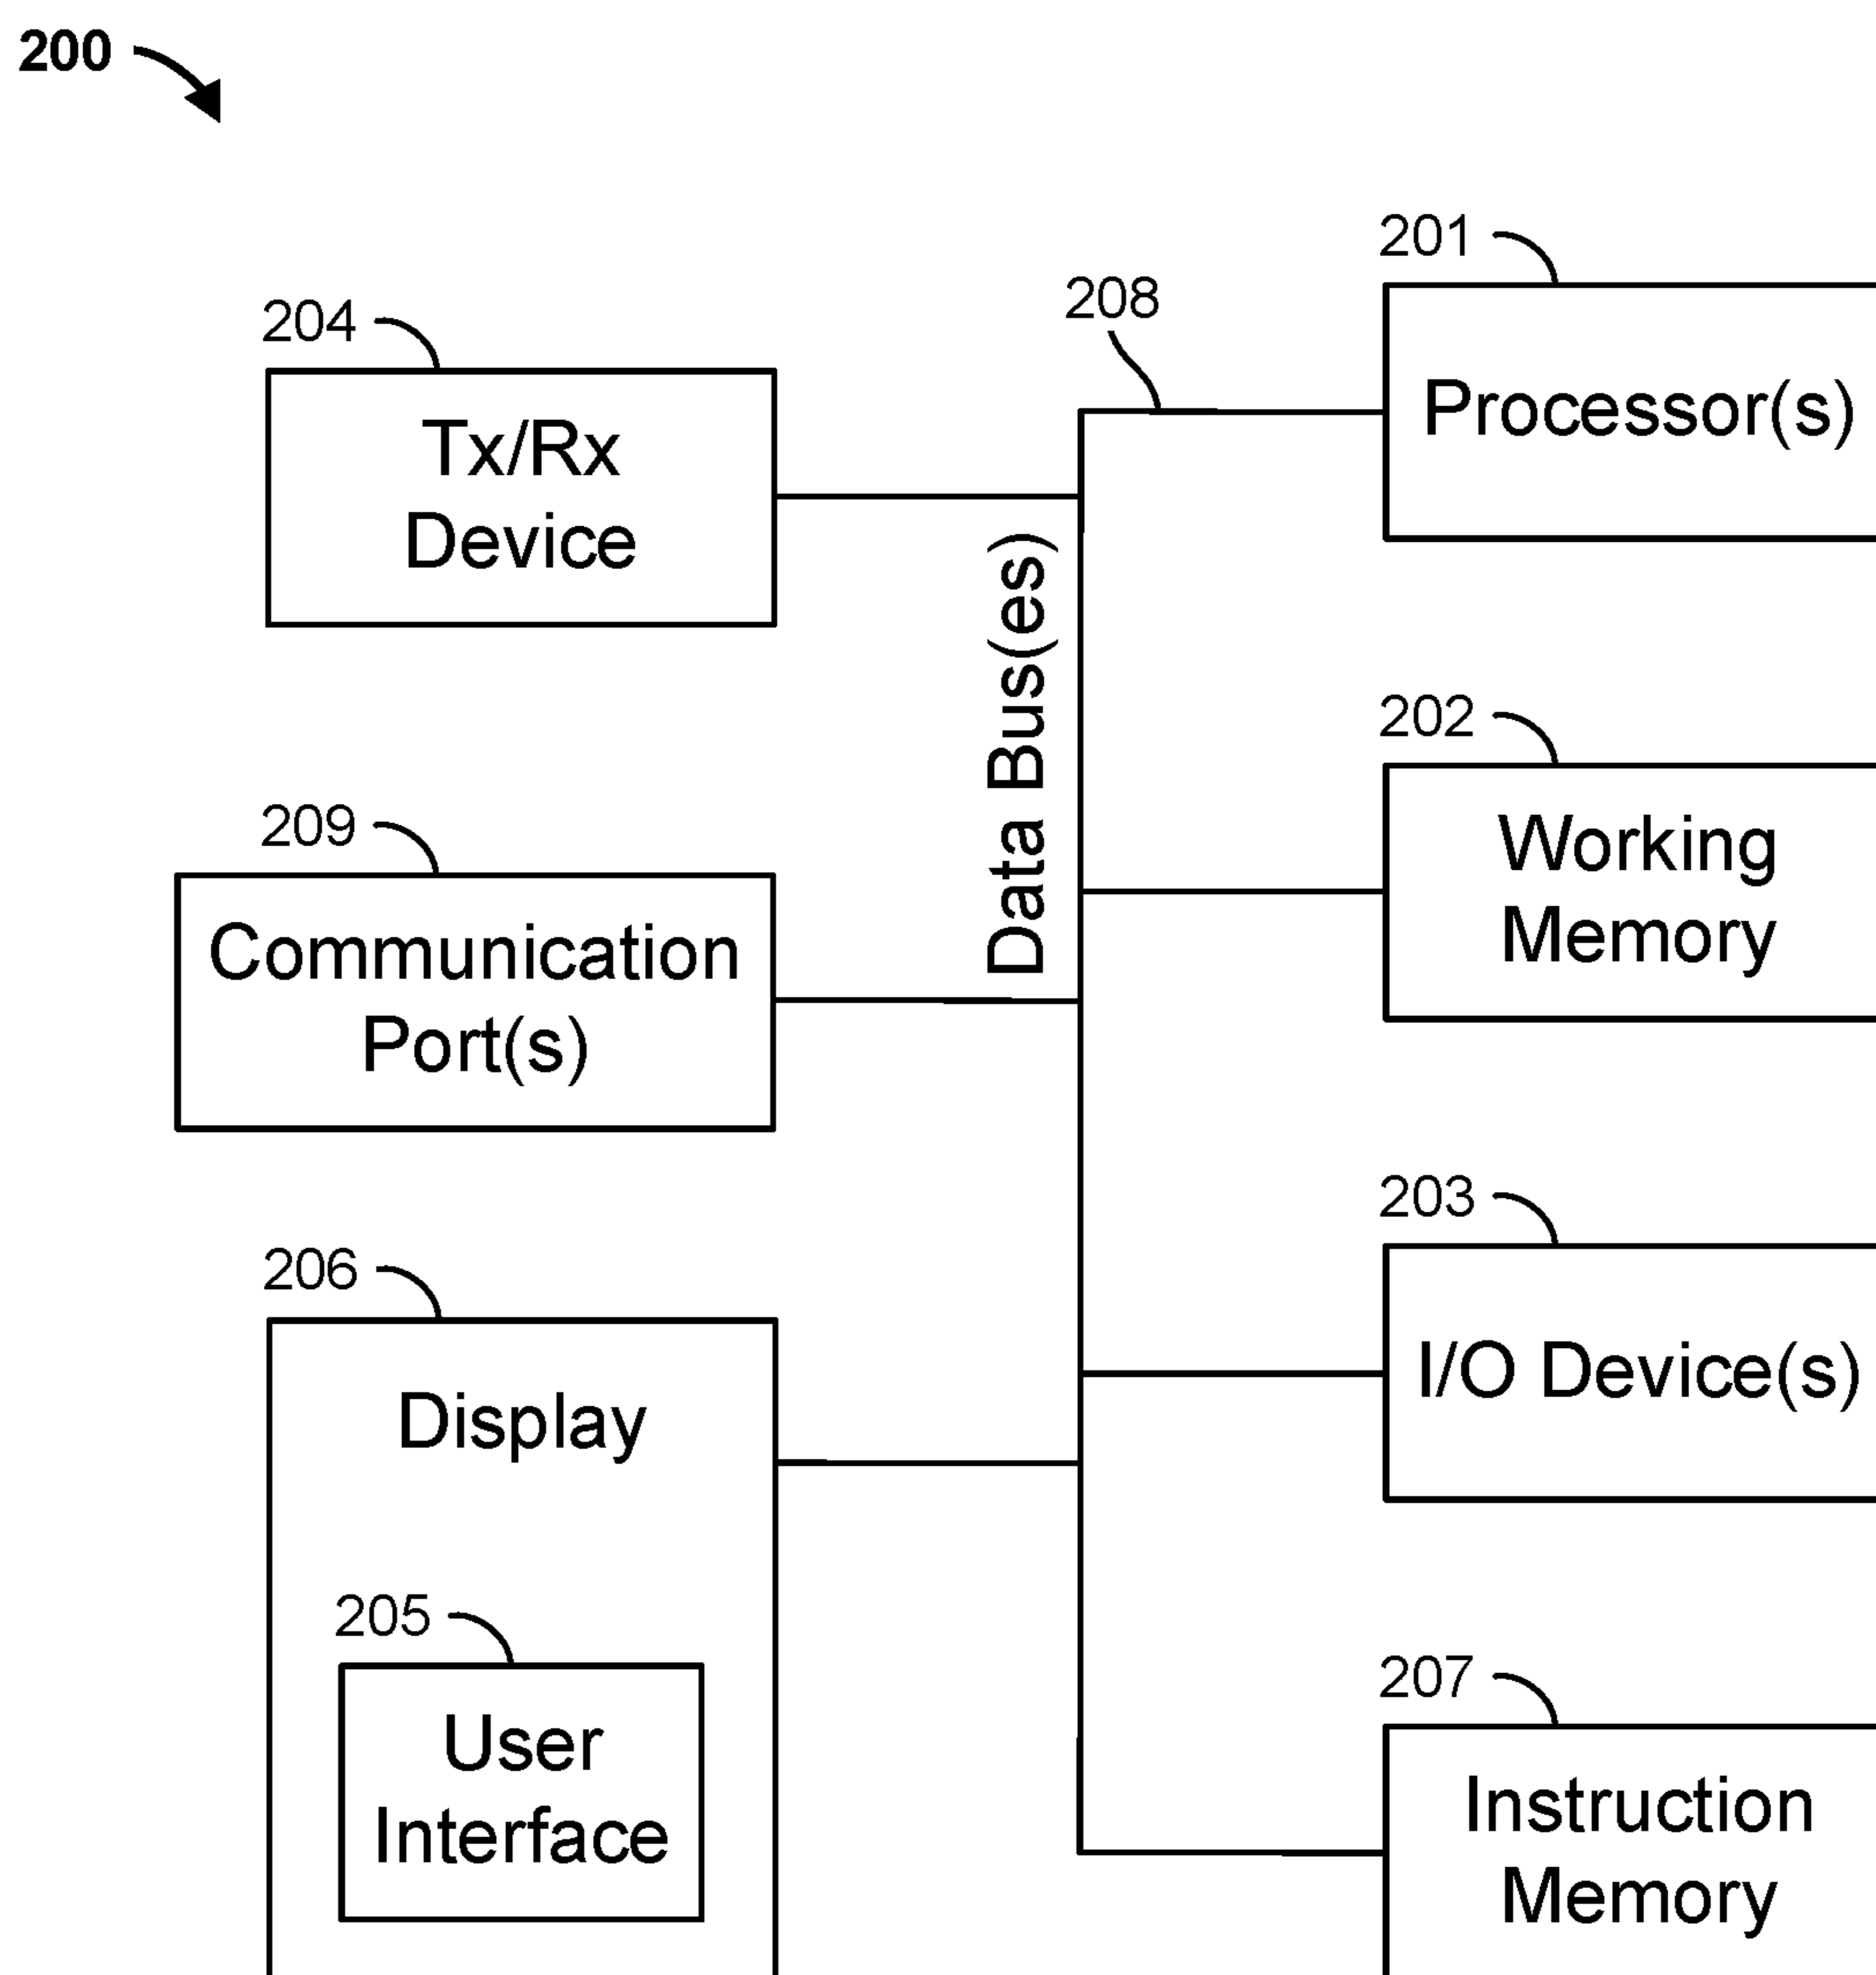 200
204
Tx/Rx
Device
209
Communication
Port(s)
206
Display
205
User
Interface
208
Data Bus(es)
201
Processor(s)
202
Working
Memory
203
I/O Device(s)
207
Instruction
Memory